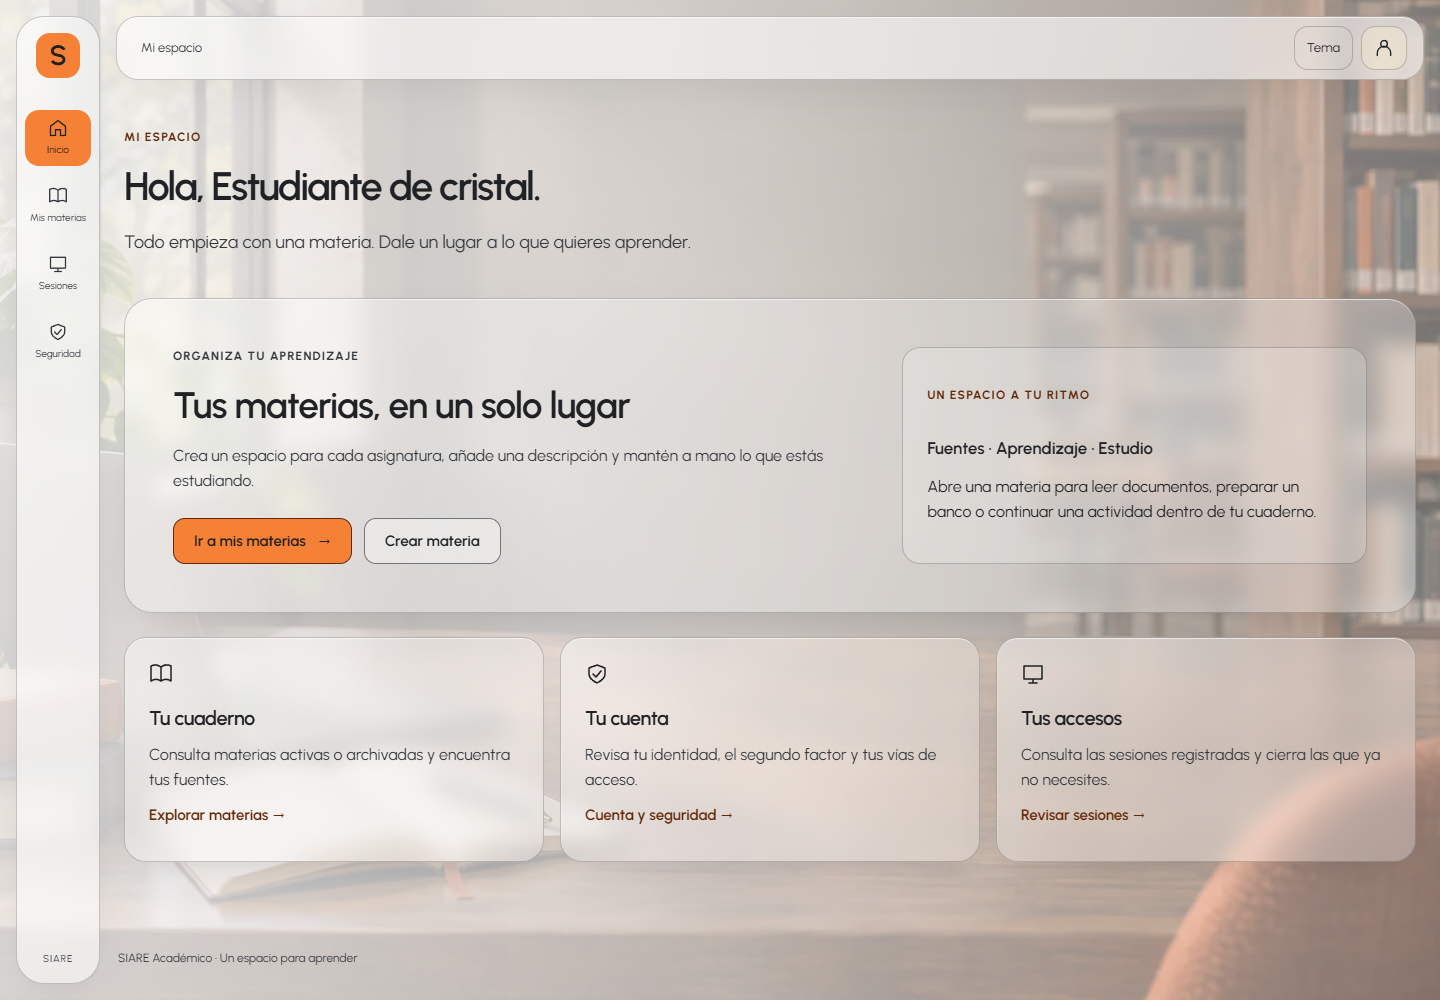 S
Mi espacio
Tema
Inicio
Mis materias
Sesiones
Seguridad
SIARE
MI ESPACIO
Hola, Estudiante de cristal.
Todo empieza con una materia. Dale un lugar a lo que quieres aprender.
ORGANIZA TU APRENDIZAJE
Tus materias, en un solo lugar
Crea un espacio para cada asignatura, añade una descripción y mantén a mano lo que estás
estudiando.
Ir a mis materias →
Crear materia
UN ESPACIO A TU RITMO
Fuentes · Aprendizaje · Estudio
Abre una materia para leer documentos, preparar un
banco o continuar una actividad dentro de tu cuaderno.
Tu cuaderno
Consulta materias activas o archivadas y encuentra
tus fuentes.
Explorar materias →
Tu cuenta
Revisa tu identidad, el segundo factor y tus vías de
acceso.
Cuenta y seguridad →
Tus accesos
Consulta las sesiones registradas y cierra las que ya
no necesites.
Revisar sesiones →
SIARE Académico · Un espacio para aprender